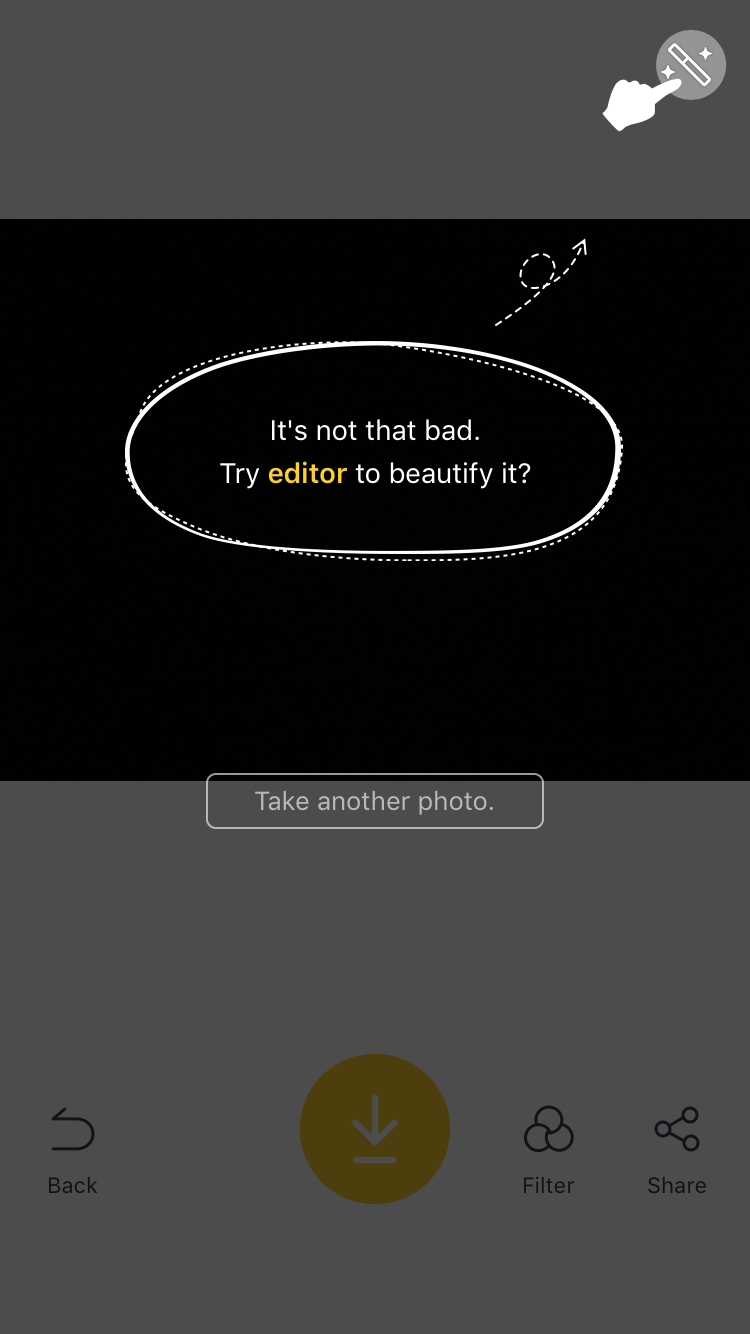 It's not that bad.
Try editor to beautify it?
Take another photo.
Back
Filter
Share